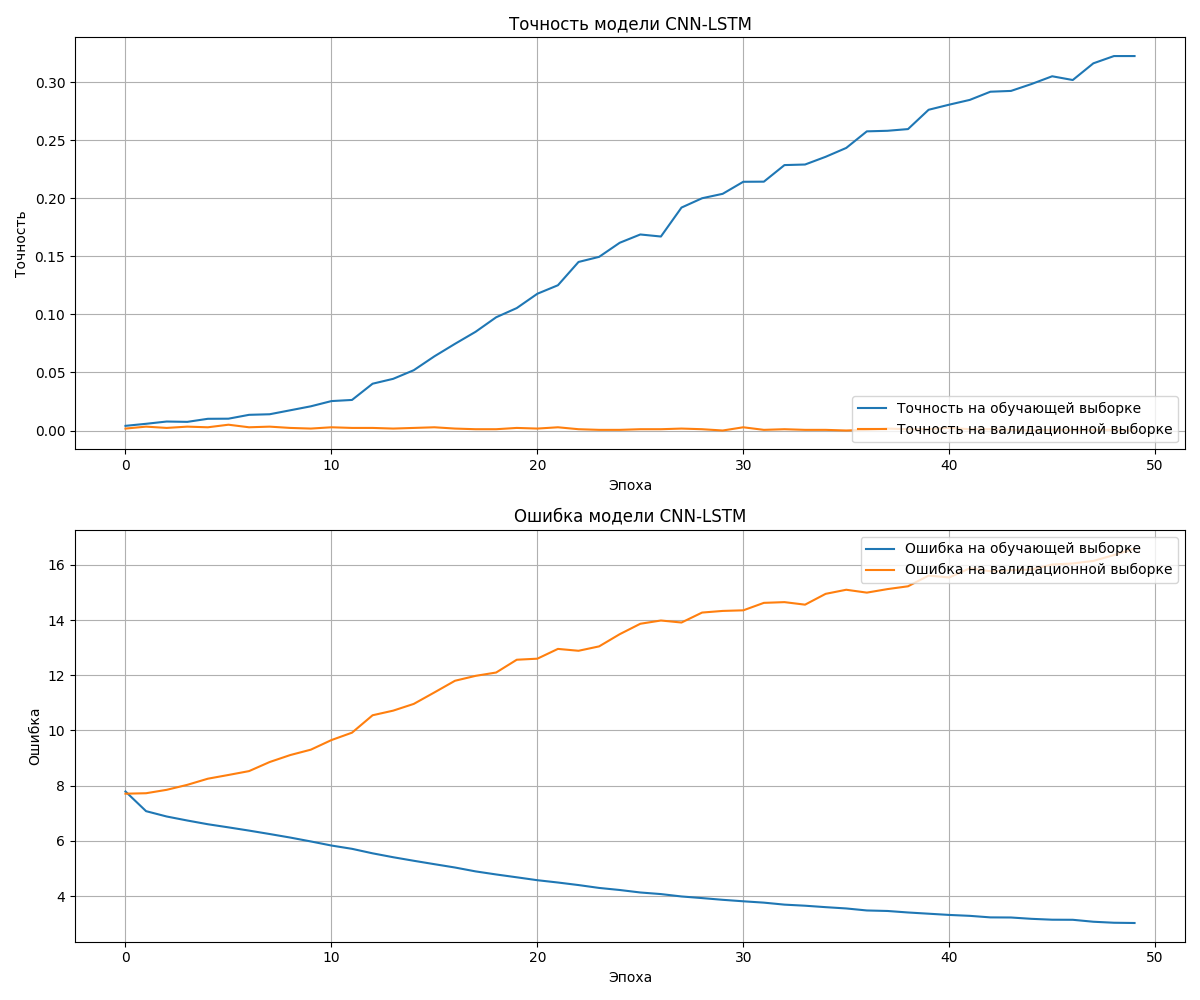 Точность модели CNN-LSTM
0.30
0.25
0.20
0.15
0.10
0.05
0.00
Точность
Точность на обучающей выборке
Точность на валидационной выборке
0 10 20 30 40 50
Эпоха
Ошибка модели CNN-LSTM
Ошибка на обучающей выборке
Ошибка на валидационной выборке
16
14
12
10
8
6
4
Ошибка
0 10 20 30 40 50
Эпоха